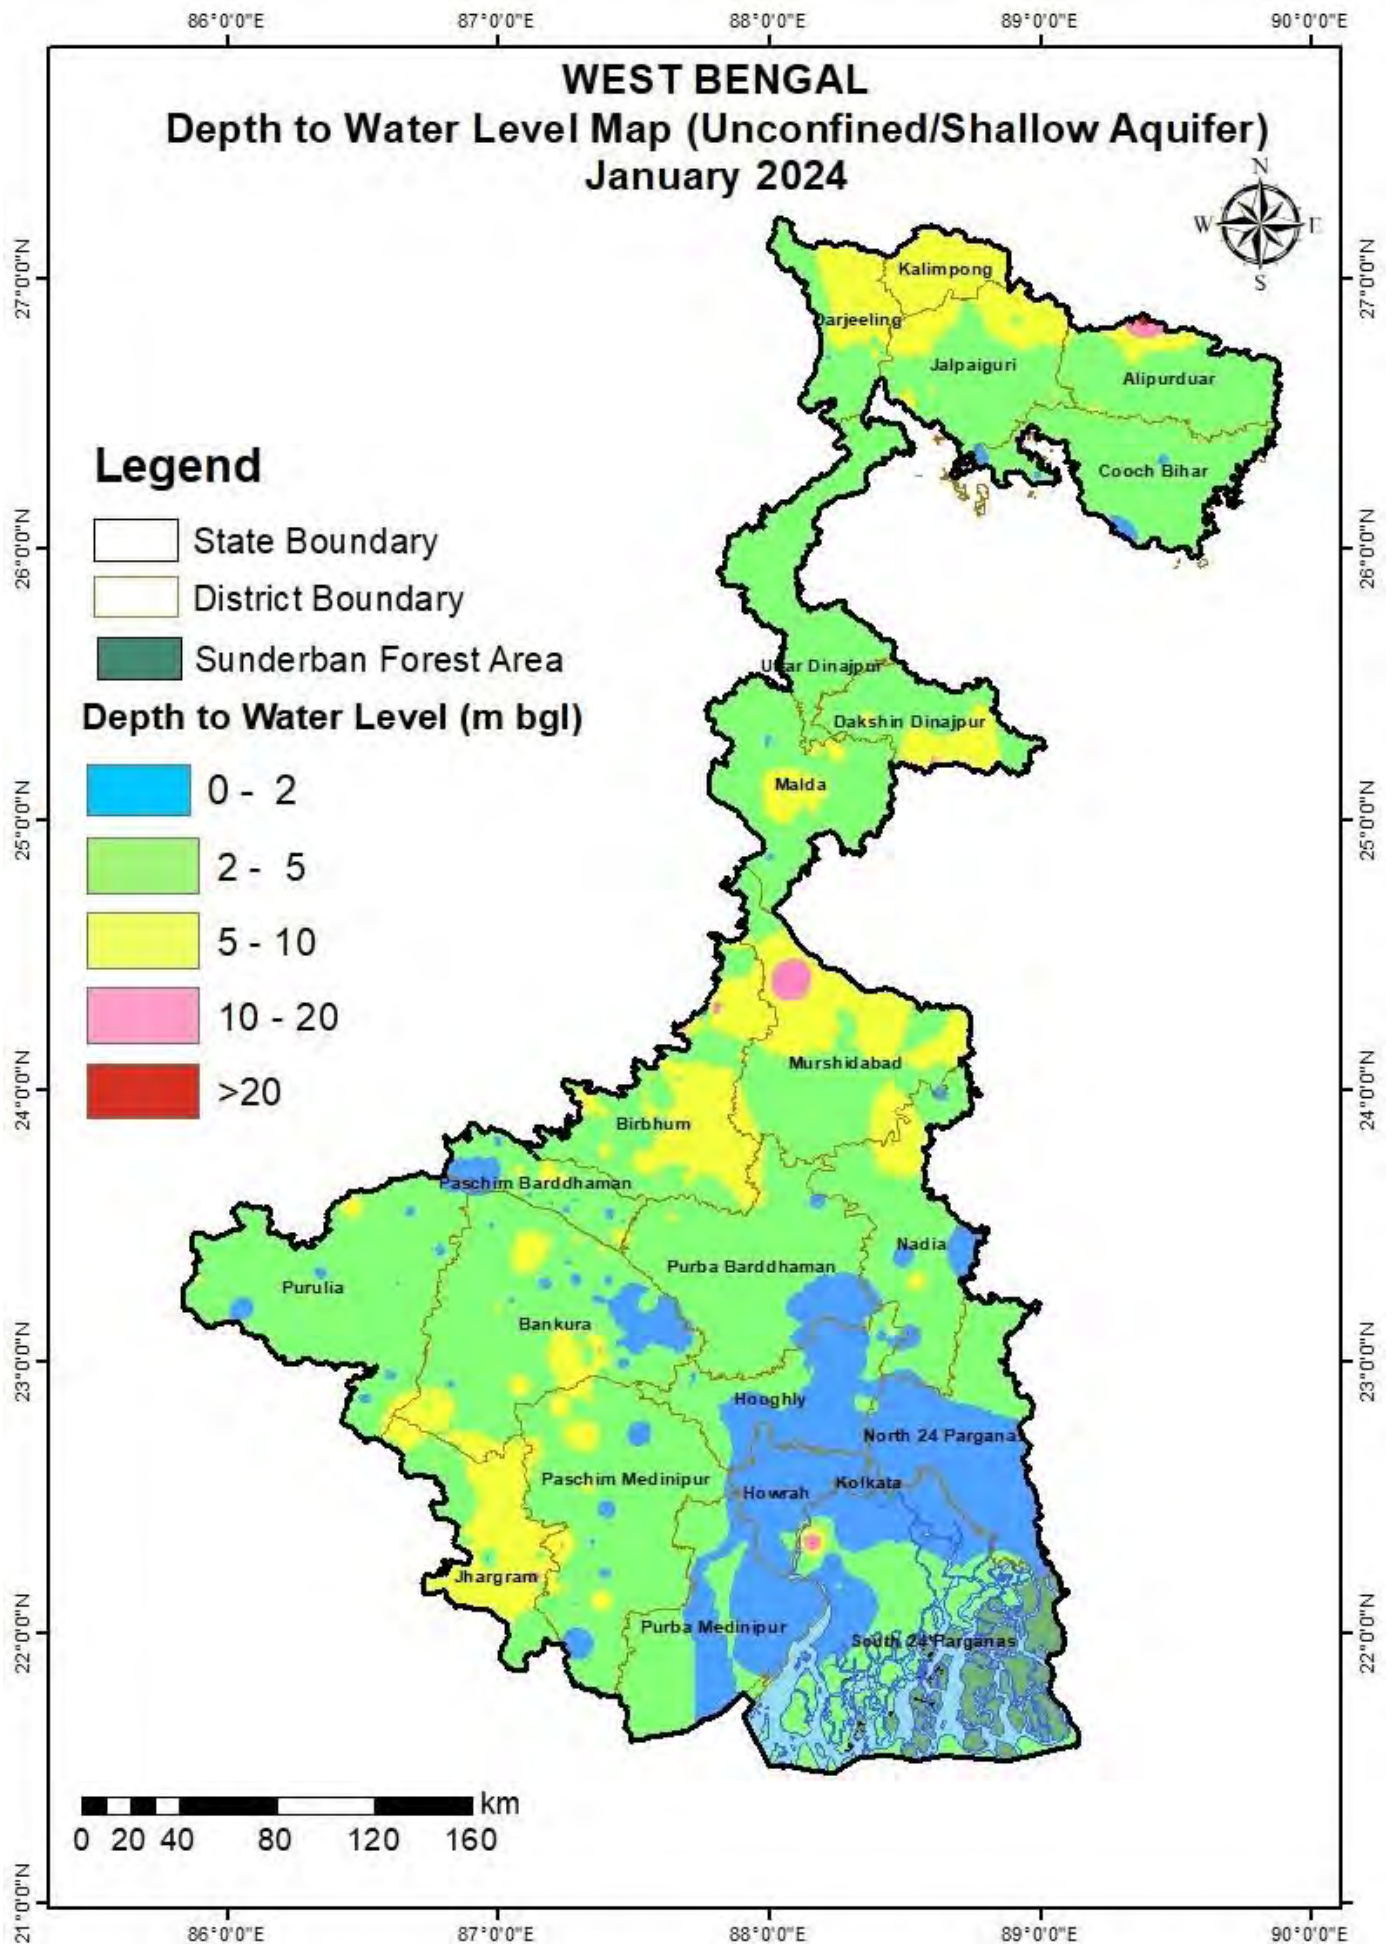 86°0'0"E 87°0'0"E 88°0'0"E 89°0'0"E 90°0'0"E
WEST BENGAL
Depth to Water Level Map (Unconfined/Shallow Aquifer)
January 2024
N
W E
S
27°0'0"N 27°0'0"N
Kalimpong
Darjeeling
Jalpaiguri
Alipurduar
Cooch Bihar
Legend
State Boundary
26°0'0"N 26°0'0"N
District Boundary
Sunderban Forest Area
Uttar Dinajpur
Depth to Water Level (m bgl)
Dakshin Dinajpur
0 - 2
Malda
25°0'0"N 25°0'0"N
2 - 5
5 - 10
10 - 20
Murshidabad
>20
24°0'0"N 24°0'0"N
Birbhum
Paschim Barddhaman
Nadia
Purba Barddhaman
Purulia
Bankura
23°0'0"N 23°0'0"N
Hooghly
North 24 Pargana
Paschim Medinipur
Kolkata
Howrah
Jhargram
22°0'0"N 22°0'0"N
Purba Medinipur
South 24 Parganas
km
0 20 40 80 120 160
21°0'0"N
86°0'0"E 87°0'0"E 88°0'0"E 89°0'0"E 90°0'0"E